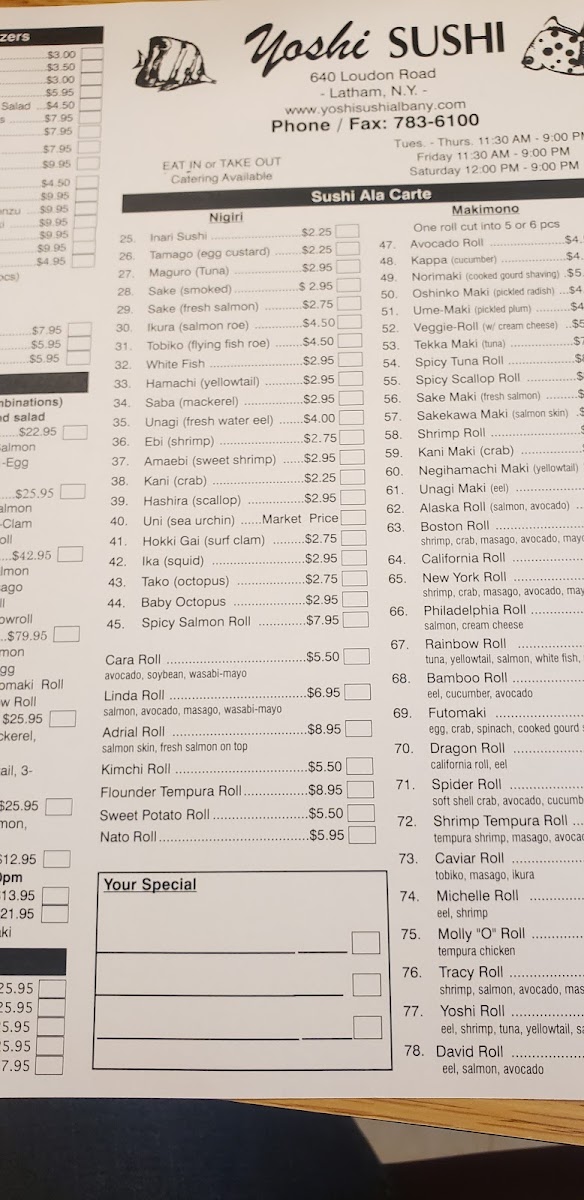 zers
$3.00
$3.50
$3.00
$5.95
Salad ...$4.50
$7.95
$7.95
$7.95
$9.95
$4.50
$9.95
$9.95
$9.95
$9.95
$9.95
$4.95
$7.95
$5.95
$5.95
nbinations)
d salad
$22.95
almon
-Egg
$25.95
almon
-Clam
oll
$42.95
lmon
ago
ll
owroll
$79.95
mon
gg
omaki Roll
w Roll
$25.95
ckerel,
ail, 3-
$25.95
mon,
$12.95
0pm
$13.95
21.95
ki
25.95
25.95
5.95
25.95
7.95
Yoshi SUSHI
640 Loudon Road
- Latham, N.Y. -
www.yoshisushialbany.com
Phone / Fax: 783-6100
EAT IN or TAKE OUT
Catering Available
Tues. - Thurs. 11:30 AM - 9:00 PM
Friday 11:30 AM - 9:00 PM
Saturday 12:00 PM - 9:00 PM
Sushi Ala Carte
Nigiri
25. Inari Sushi ...$2.25
26. Tamago (egg custard) ...$2.25
27. Maguro (Tuna) ...$2.95
28. Sake (smoked) ...$ 2.95
29. Sake (fresh salmon) ...$2.75
30. Ikura (salmon roe) ...$4.50
31. Tobiko (flying fish roe) ...$4.50
32. White Fish ...$2.95
33. Hamachi (yellowtail) ...$2.95
34. Saba (mackerel) ...$2.95
35. Unagi (fresh water eel) ...$4.00
36. Ebi (shrimp) ...$2.75
37. Amaebi (sweet shrimp) ...$2.95
38. Kani (crab) ...$2.25
39. Hashira (scallop) ...$2.95
40. Uni (sea urchin) ......Market Price
41. Hokki Gai (surf clam) ...$2.75
42. Ika (squid) ...$2.95
43. Tako (octopus) ...$2.75
44. Baby Octopus ...$2.95
45. Spicy Salmon Roll ...$7.95
Cara Roll ...$5.50
avocado, soybean, wasabi-mayo
Linda Roll ...$6.95
salmon, avocado, masago, wasabi-mayo
Adrial Roll ...$8.95
salmon skin, fresh salmon on top
Kimchi Roll ...$5.50
Flounder Tempura Roll ...$8.95
Sweet Potato Roll ...$5.50
Nato Roll ...$5.95
Your Special
Makimono
One roll cut into 5 or 6 pcs
47. Avocado Roll ...$4.
48. Kappa (cucumber) ...$4.
49. Norimaki (cooked gourd shaving) .$5.
50. Oshinko Maki (pickled radish) ..$4
51. Ume-Maki (pickled plum) ...$4
52. Veggie-Roll (w/ cream cheese) ..$5
53. Tekka Maki (tuna) ...$7
54. Spicy Tuna Roll ...$
55. Spicy Scallop Roll ...$
56. Sake Maki (fresh salmon) ...$
57. Sakekawa Maki (salmon skin) .$
58. Shrimp Roll ...$
59. Kani Maki (crab) ...
60. Negihamachi Maki (yellowtail)
61. Unagi Maki (eel) ...
62. Alaska Roll (salmon, avocado) ..
63. Boston Roll ...
shrimp, crab, masago, avocado, mayo
64. California Roll ...
65. New York Roll ...
shrimp, crab, masago, avocado, may
66. Philadelphia Roll ...
salmon, cream cheese
67. Rainbow Roll ...
tuna, yellowtail, salmon, white fish,
68. Bamboo Roll ...
eel, cucumber, avocado
69. Futomaki ...
egg, crab, spinach, cooked gourd
70. Dragon Roll ...
california roll, eel
71. Spider Roll ...
soft shell crab, avocado, cucumb
72. Shrimp Tempura Roll ...
tempura shrimp, masago, avoca
73. Caviar Roll ...
tobiko, masago, ikura
74. Michelle Roll ...
eel, shrimp
75. Molly "O" Roll ...
tempura chicken
76. Tracy Roll ...
shrimp, salmon, avocado, mas
77. Yoshi Roll ...
eel, shrimp, tuna, yellowtail, sa
78. David Roll ...
eel, salmon, avocado